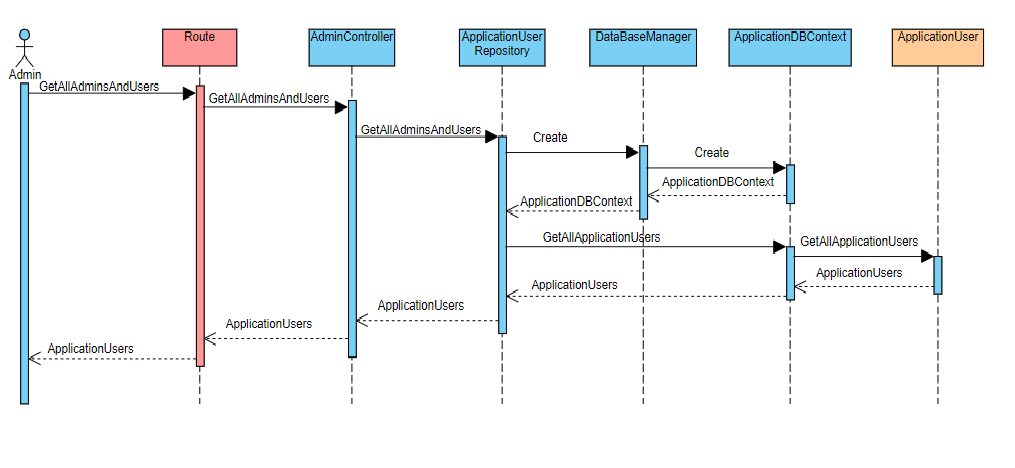 Route
AdminController
ApplicationUser
Repository
DataBaseManager
ApplicationDBContext
ApplicationUser
Admin
GetAllAdminsAndUsers
GetAllAdminsAndUsers
GetAllAdminsAndUsers
Create
Create
ApplicationDBContext
ApplicationDBContext
GetAllApplicationUsers
GetAllApplicationUsers
ApplicationUsers
ApplicationUsers
ApplicationUsers
ApplicationUsers
ApplicationUsers